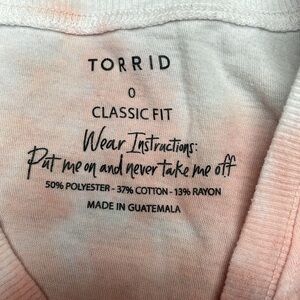 TORRID
0
CLASSIC FIT
Wear Instructions:
Put me on and never take me off
50% POLYESTER - 37% COTTON - 13% RAYON
MADE IN GUATEMALA